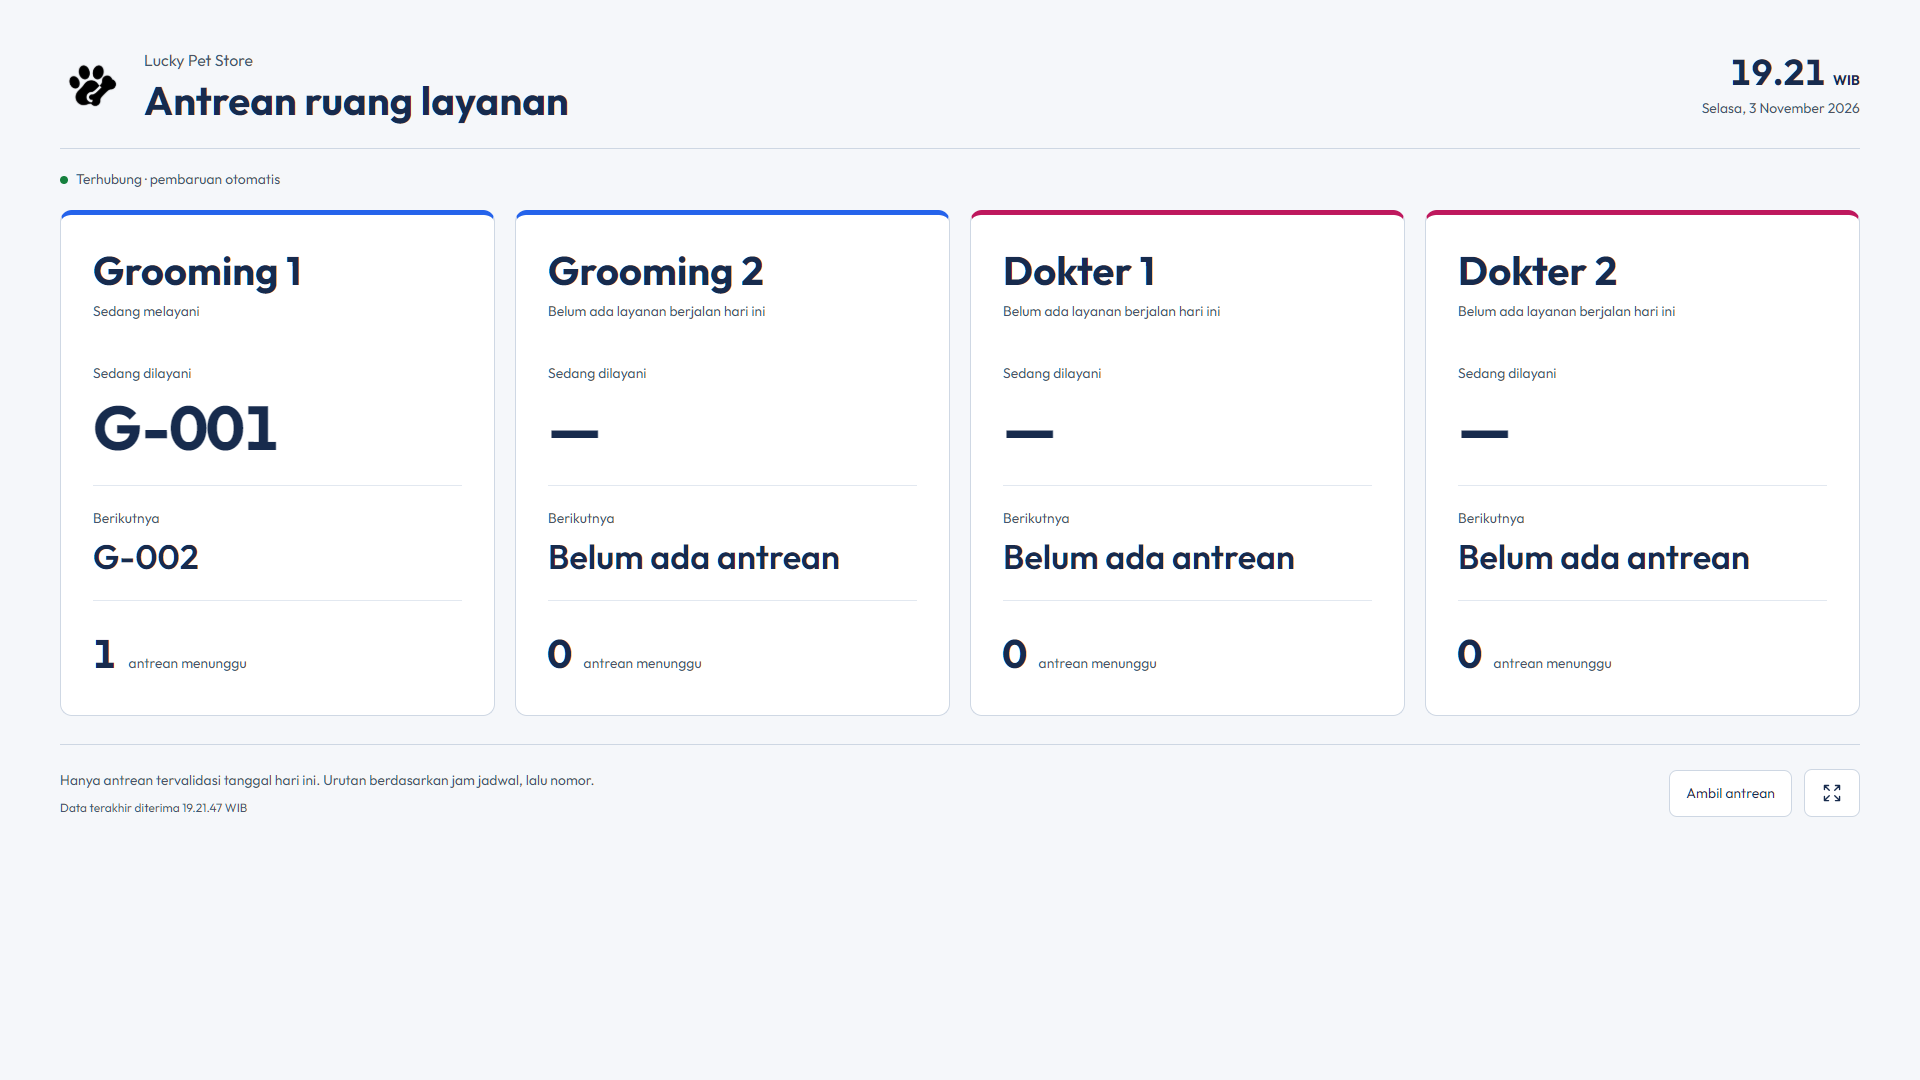 Lucky Pet Store
Antrean ruang layanan
19.21 WIB
Selasa, 3 November 2026
Terhubung · pembaruan otomatis
Grooming 1
Sedang melayani
Sedang dilayani
G-001
Berikutnya
G-002
1 antrean menunggu
Grooming 2
Belum ada layanan berjalan hari ini
Sedang dilayani
—
Berikutnya
Belum ada antrean
0 antrean menunggu
Dokter 1
Belum ada layanan berjalan hari ini
Sedang dilayani
—
Berikutnya
Belum ada antrean
0 antrean menunggu
Dokter 2
Belum ada layanan berjalan hari ini
Sedang dilayani
—
Berikutnya
Belum ada antrean
0 antrean menunggu
Hanya antrean tervalidasi tanggal hari ini. Urutan berdasarkan jam jadwal, lalu nomor.
Data terakhir diterima 19.21.47 WIB
Ambil antrean